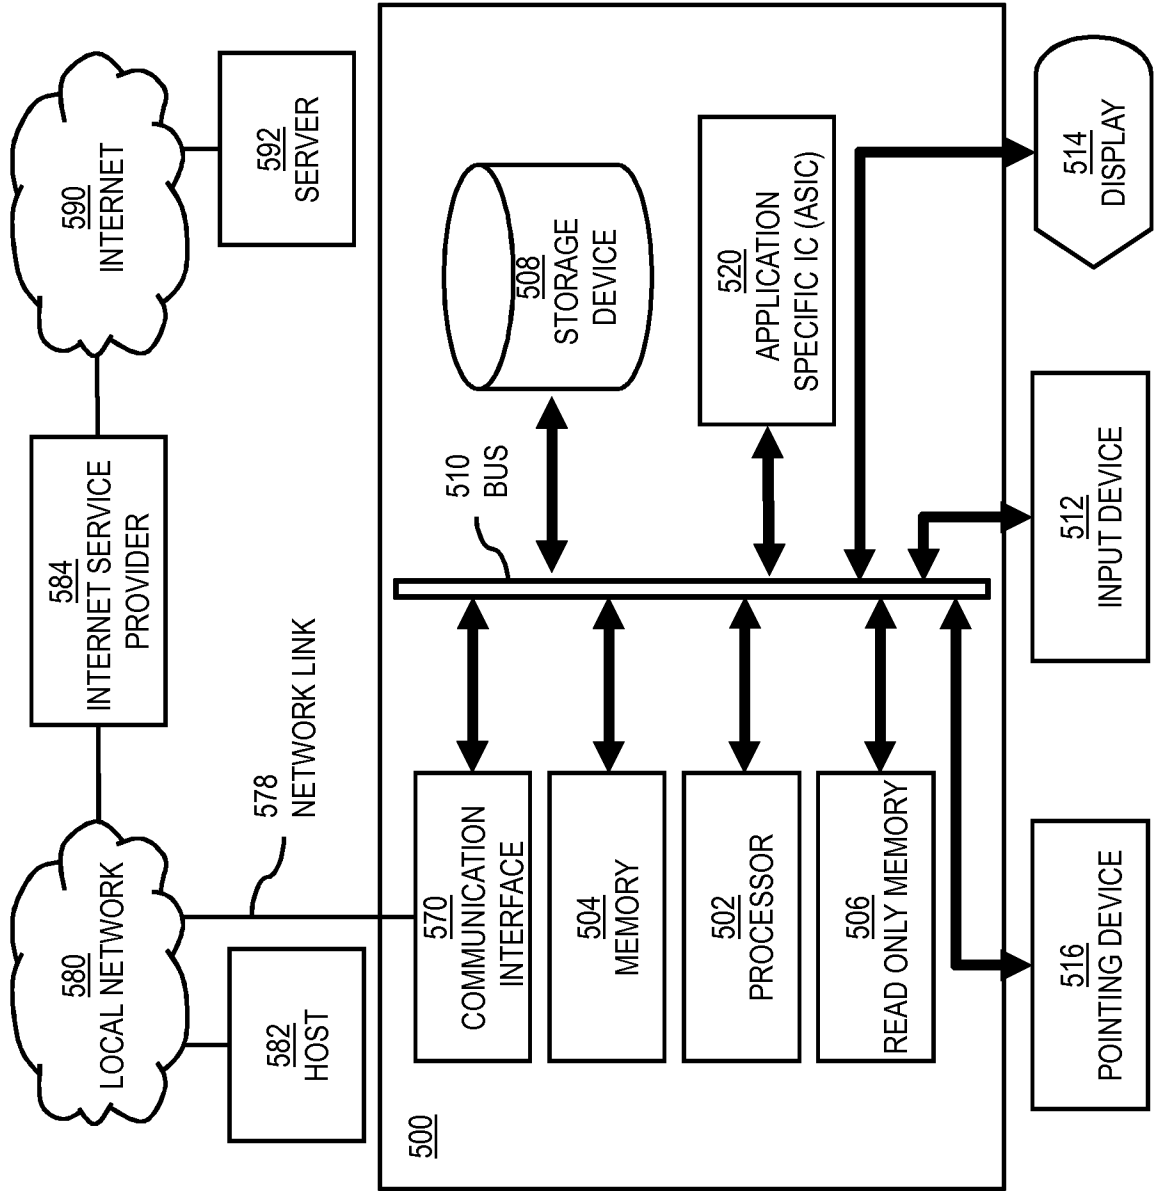 580
LOCAL NETWORK
584
INTERNET SERVICE
PROVIDER
590
INTERNET
582
HOST
578
NETWORK LINK
592
SERVER
500
570
COMMUNICATION
INTERFACE
510
BUS
508
STORAGE
DEVICE
504
MEMORY
502
PROCESSOR
520
APPLICATION
SPECIFIC IC (ASIC)
506
READ ONLY MEMORY
516
POINTING DEVICE
512
INPUT DEVICE
514
DISPLAY